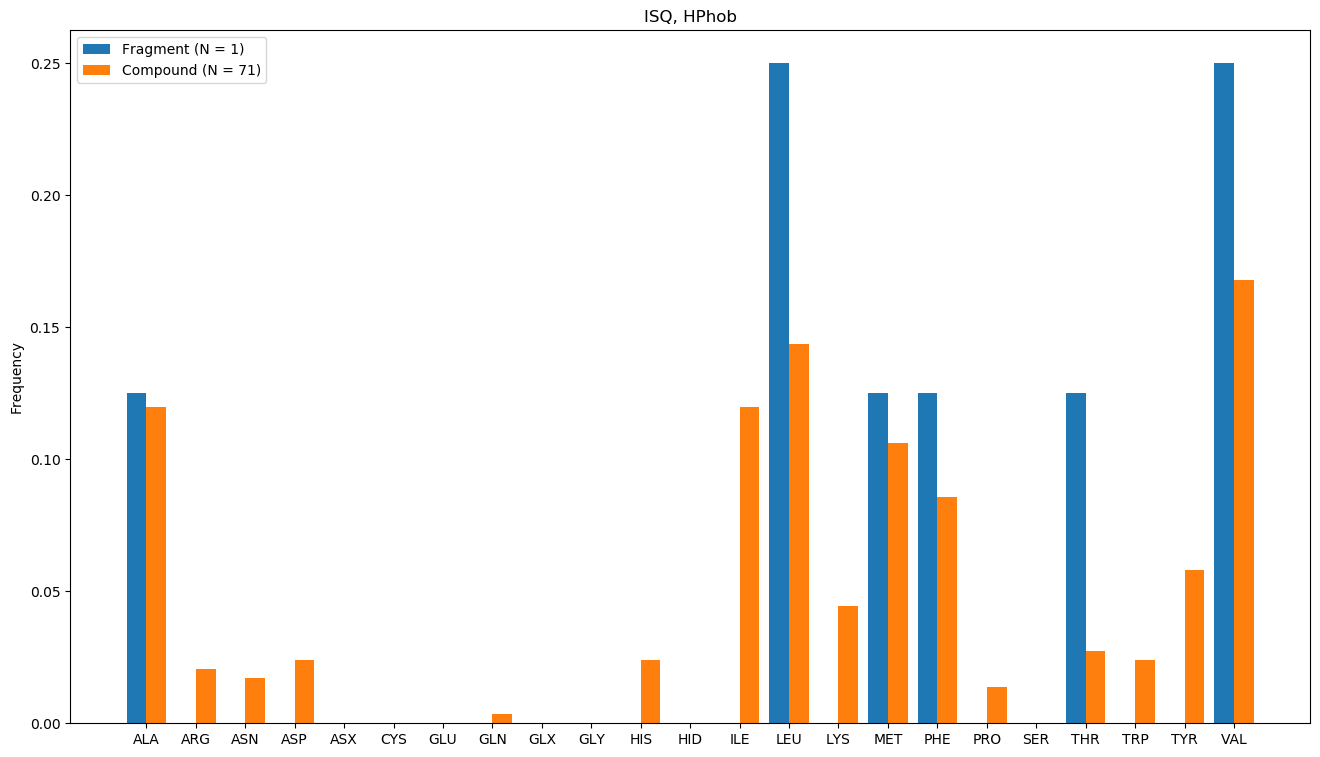 ISQ, HPhob
Fragment (N = 1)
Compound (N = 71)
Frequency
0.25
0.20
0.15
0.10
0.05
0.00
ALA ARG ASN ASP ASX CYS GLU GLN GLX GLY HIS HID ILE LEU LYS MET PHE PRO SER THR TRP TYR VAL